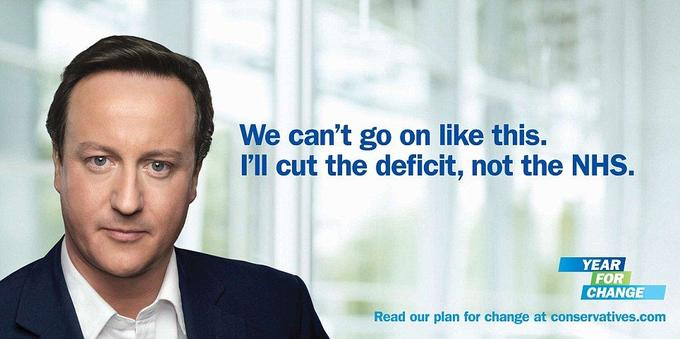 We can't go on like this.
I'll cut the deficit, not the NHS.
YEAR
FOR
CHANGE
Read our plan for change at conservatives.com